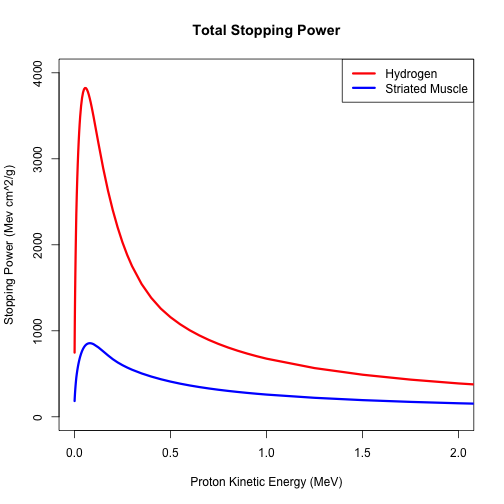 Total Stopping Power
Hydrogen
Striated Muscle
Stopping Power (Mev cm^2/g)
4000
3000
2000
1000
0
0.0 0.5 1.0 1.5 2.0
Proton Kinetic Energy (MeV)